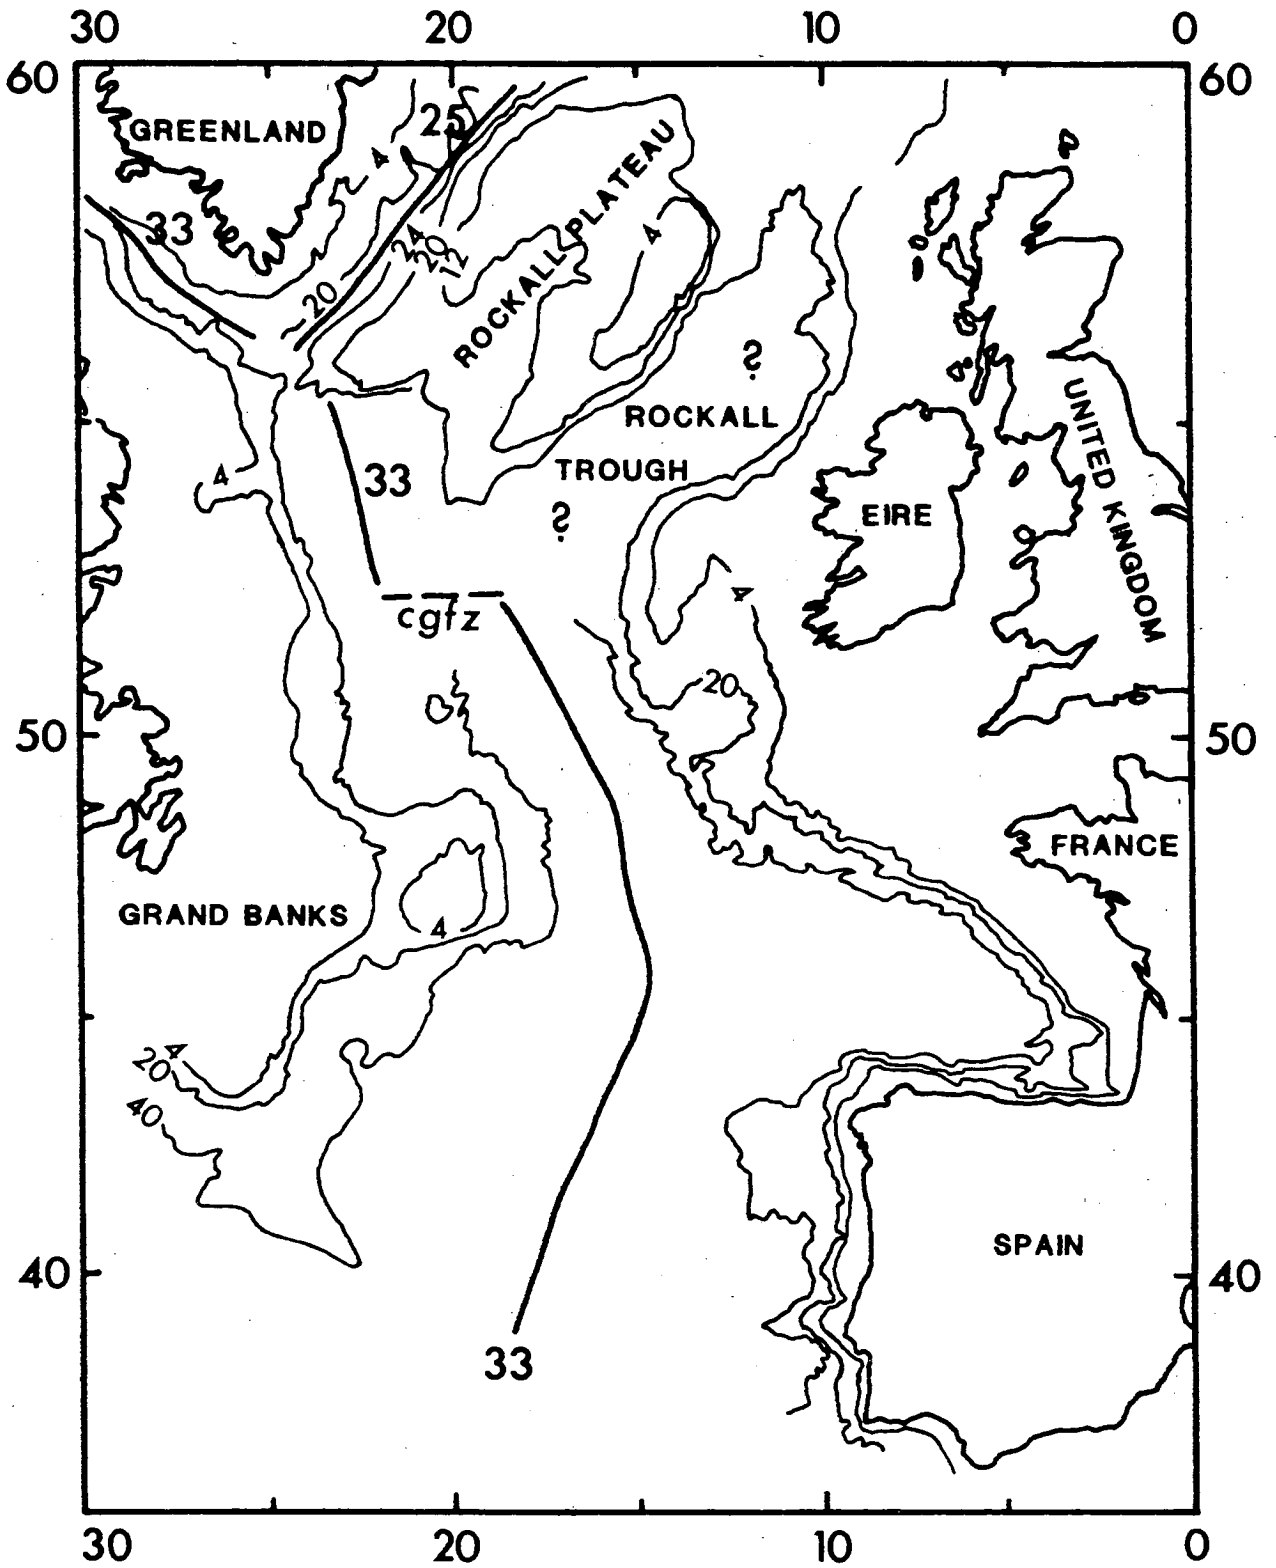 30 20 10 0
60 60
GREENLAND
25
4
ROCKALL PLATEAU
33
4
24
20
12
20
?
ROCKALL
UNITED KINGDOM
4
33
TROUGH
?
EIRE
4
cgfz
20
50 50
FRANCE
GRAND BANKS
4
4
20
40
SPAIN
40 40
33
30 20 10 0